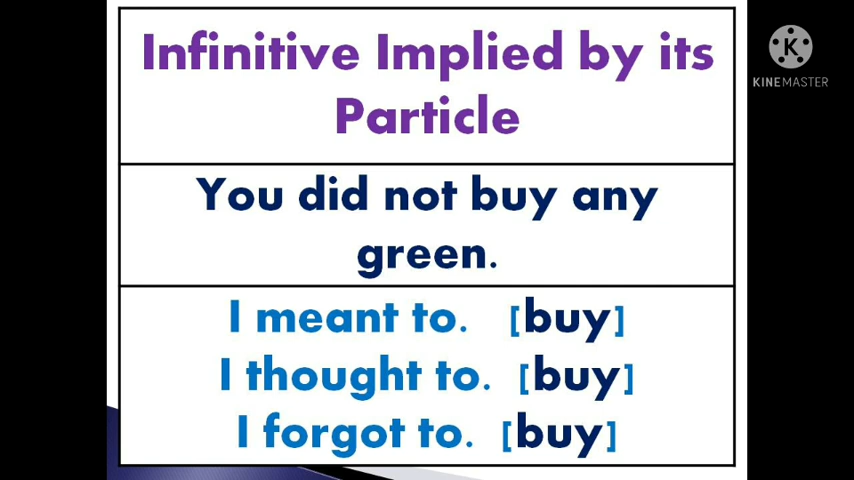 Infinitive Implied by its
Particle
K
KINEMASTER
You did not buy any
green.
I meant to. [buy]
I thought to. [buy]
I forgot to. [buy]